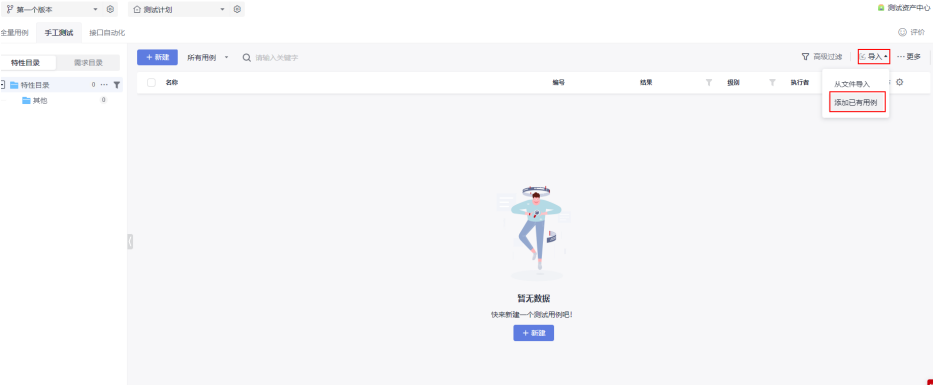 第一个版本 测试计划 测试资产中心
全量用例 手工测试 接口自动化 评价
特性目录 需求目录 + 新建 所有用例 请输入关键字 高级过滤 导入 ··· 更多
特性目录 0 ··· 名称 编号 结果 级别 执行者
从文件导入
其他 0 添加已有用例
暂无数据
快来新建一个测试用例吧！
+ 新建